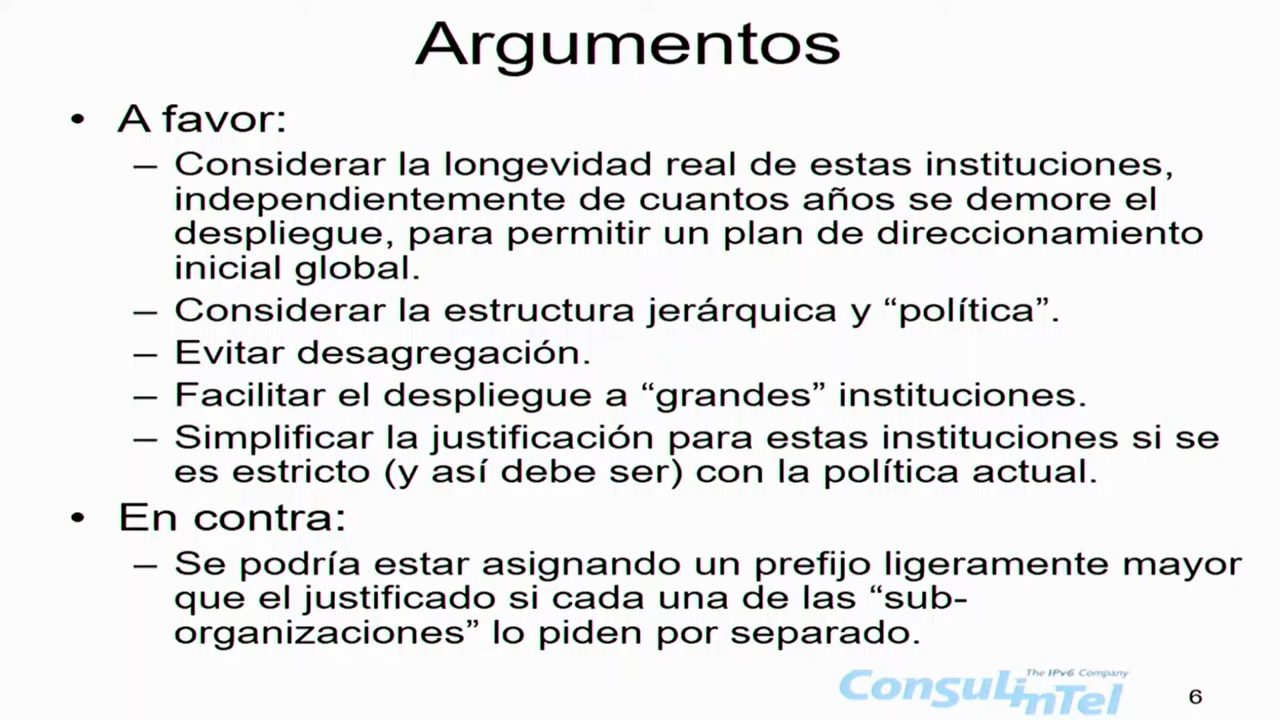 Argumentos
• A favor:
– Considerar la longevidad real de estas instituciones,
independientemente de cuantos años se demore el
despliegue, para permitir un plan de direccionamiento
inicial global.
– Considerar la estructura jerárquica y “política”.
– Evitar desagregación.
– Facilitar el despliegue a “grandes” instituciones.
– Simplificar la justificación para estas instituciones si se
es estricto (y así debe ser) con la política actual.
• En contra:
– Se podría estar asignando un prefijo ligeramente mayor
que el justificado si cada una de las “sub-
organizaciones” lo piden por separado.
The IPv6 Company
Consulintel
6